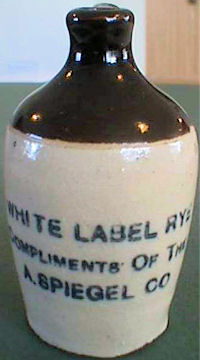 WHITE LABEL RYE
COMPLIMENTS OF THE
A. SPIEGEL CO